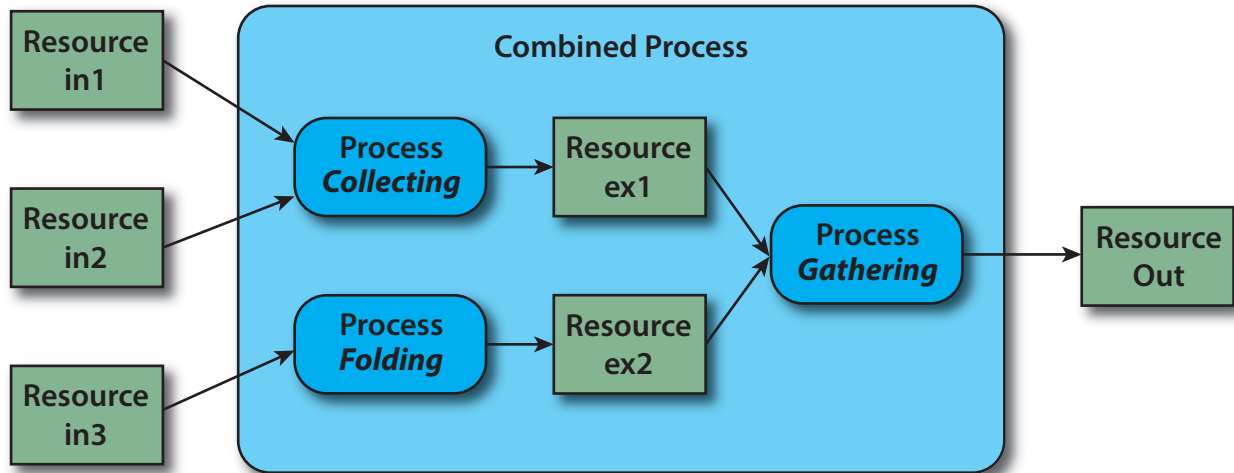 Resource
in1
Combined Process
Process
Collecting
Resource
ex1
Resource
in2
Process
Gathering
Resource
Out
Process
Folding
Resource
ex2
Resource
in3